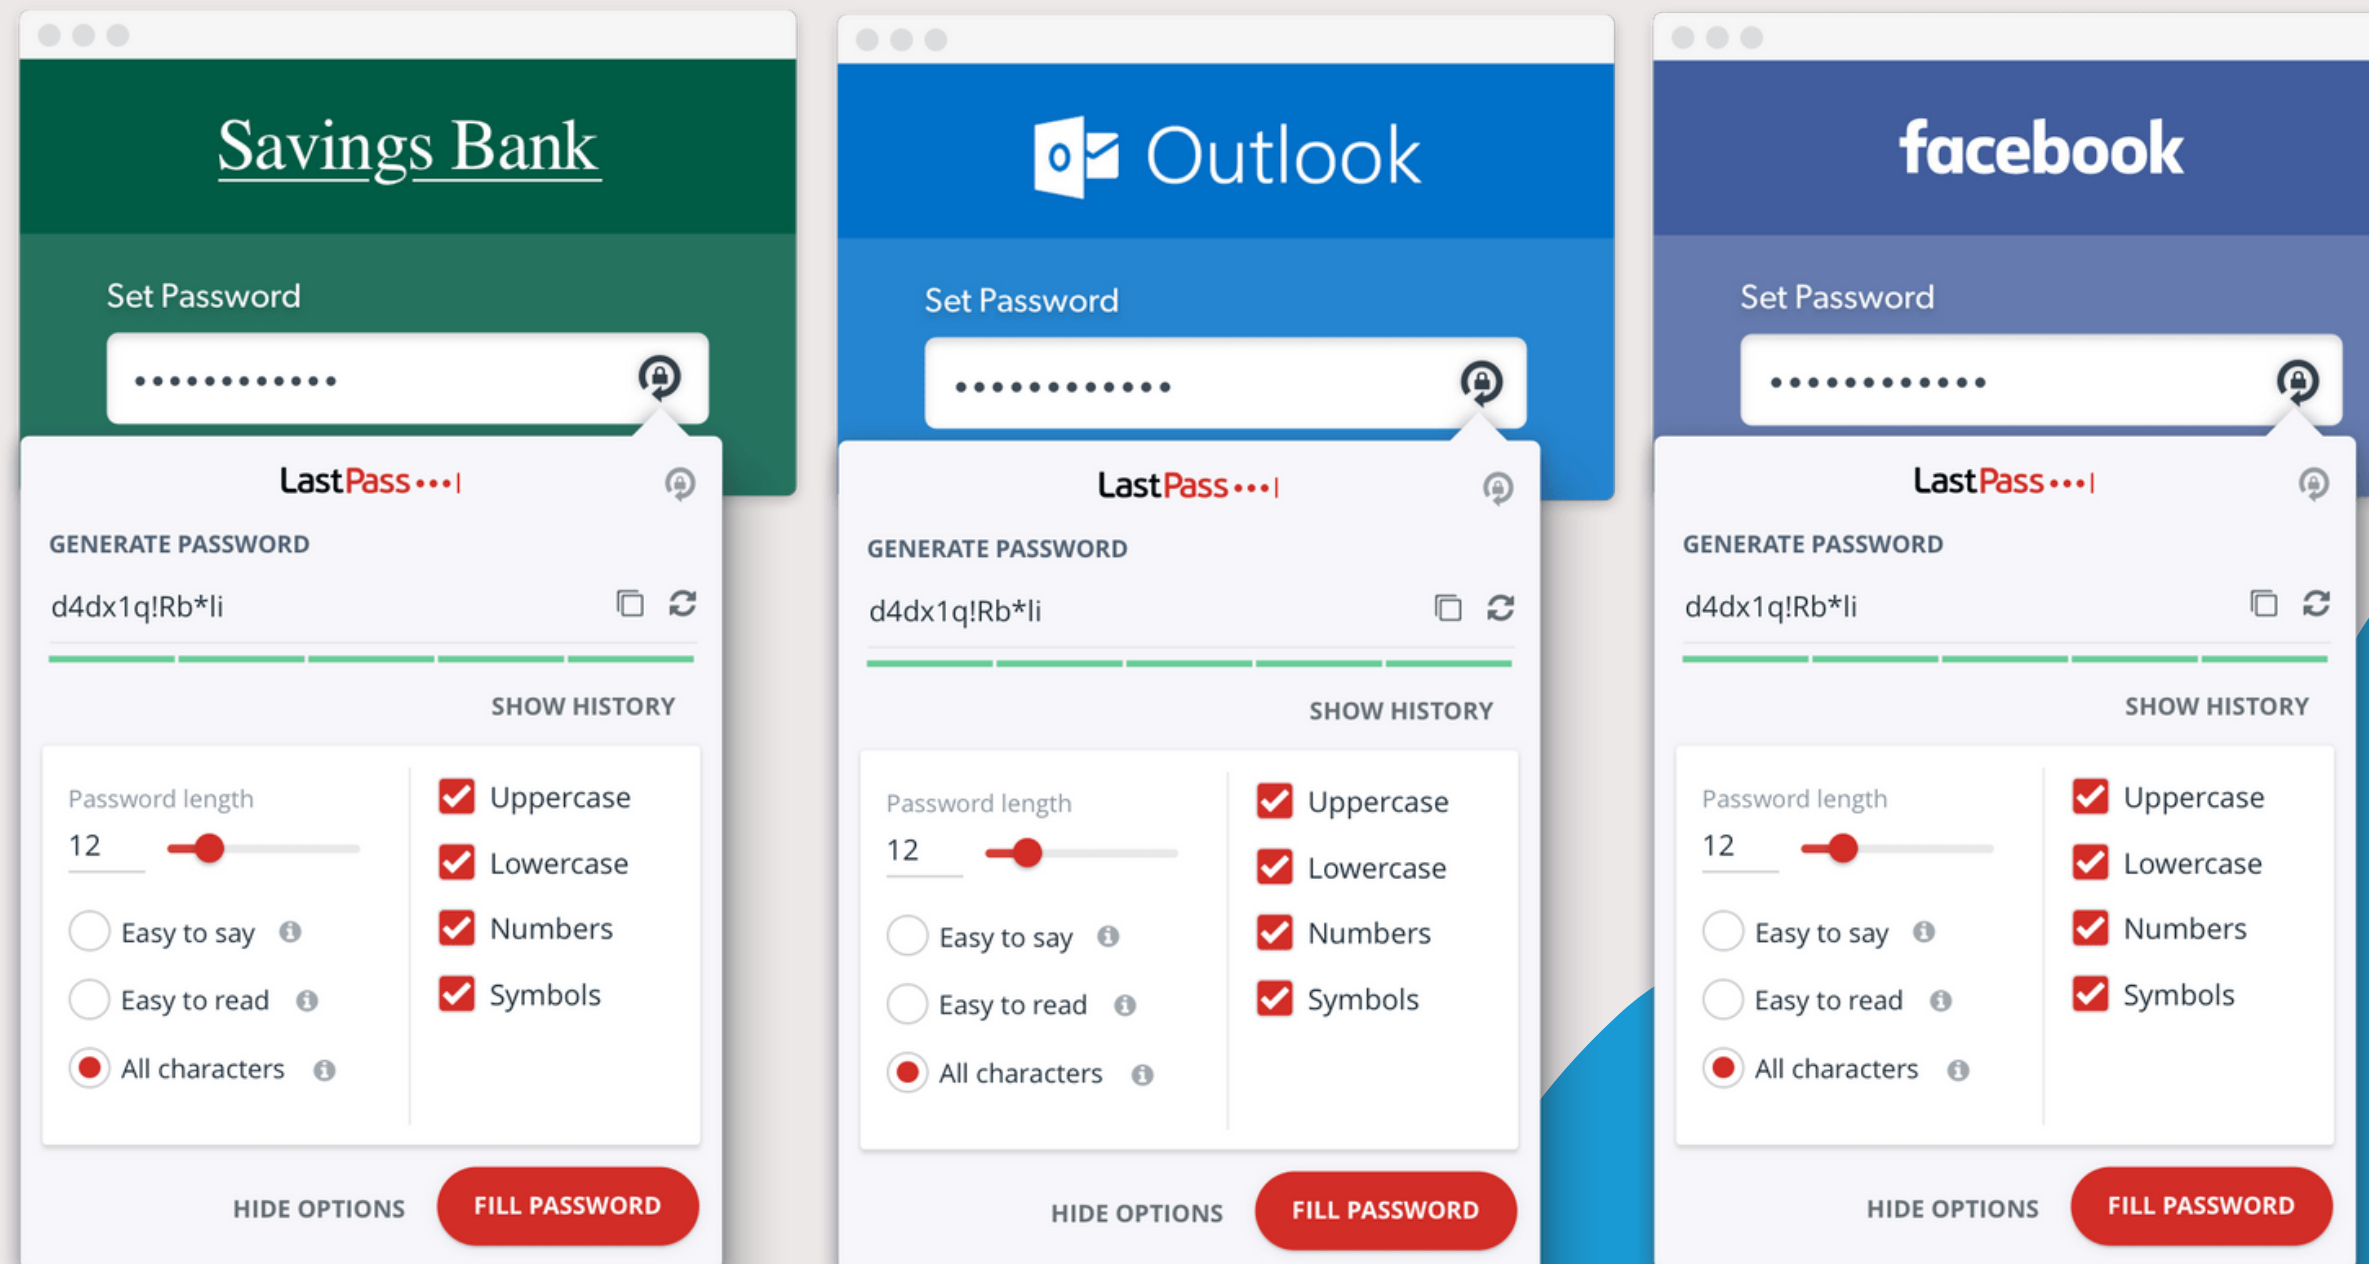 Savings Bank
Set Password
LastPass
GENERATE PASSWORD
d4dx1q!Rb*li
SHOW HISTORY
Password length
12
Easy to say
Easy to read
All characters
Uppercase
Lowercase
Numbers
Symbols
HIDE OPTIONS
FILL PASSWORD
Outlook
Set Password
LastPass
GENERATE PASSWORD
d4dx1q!Rb*li
SHOW HISTORY
Password length
12
Easy to say
Easy to read
All characters
Uppercase
Lowercase
Numbers
Symbols
HIDE OPTIONS
FILL PASSWORD
facebook
Set Password
LastPass
GENERATE PASSWORD
d4dx1q!Rb*li
SHOW HISTORY
Password length
12
Easy to say
Easy to read
All characters
Uppercase
Lowercase
Numbers
Symbols
HIDE OPTIONS
FILL PASSWORD